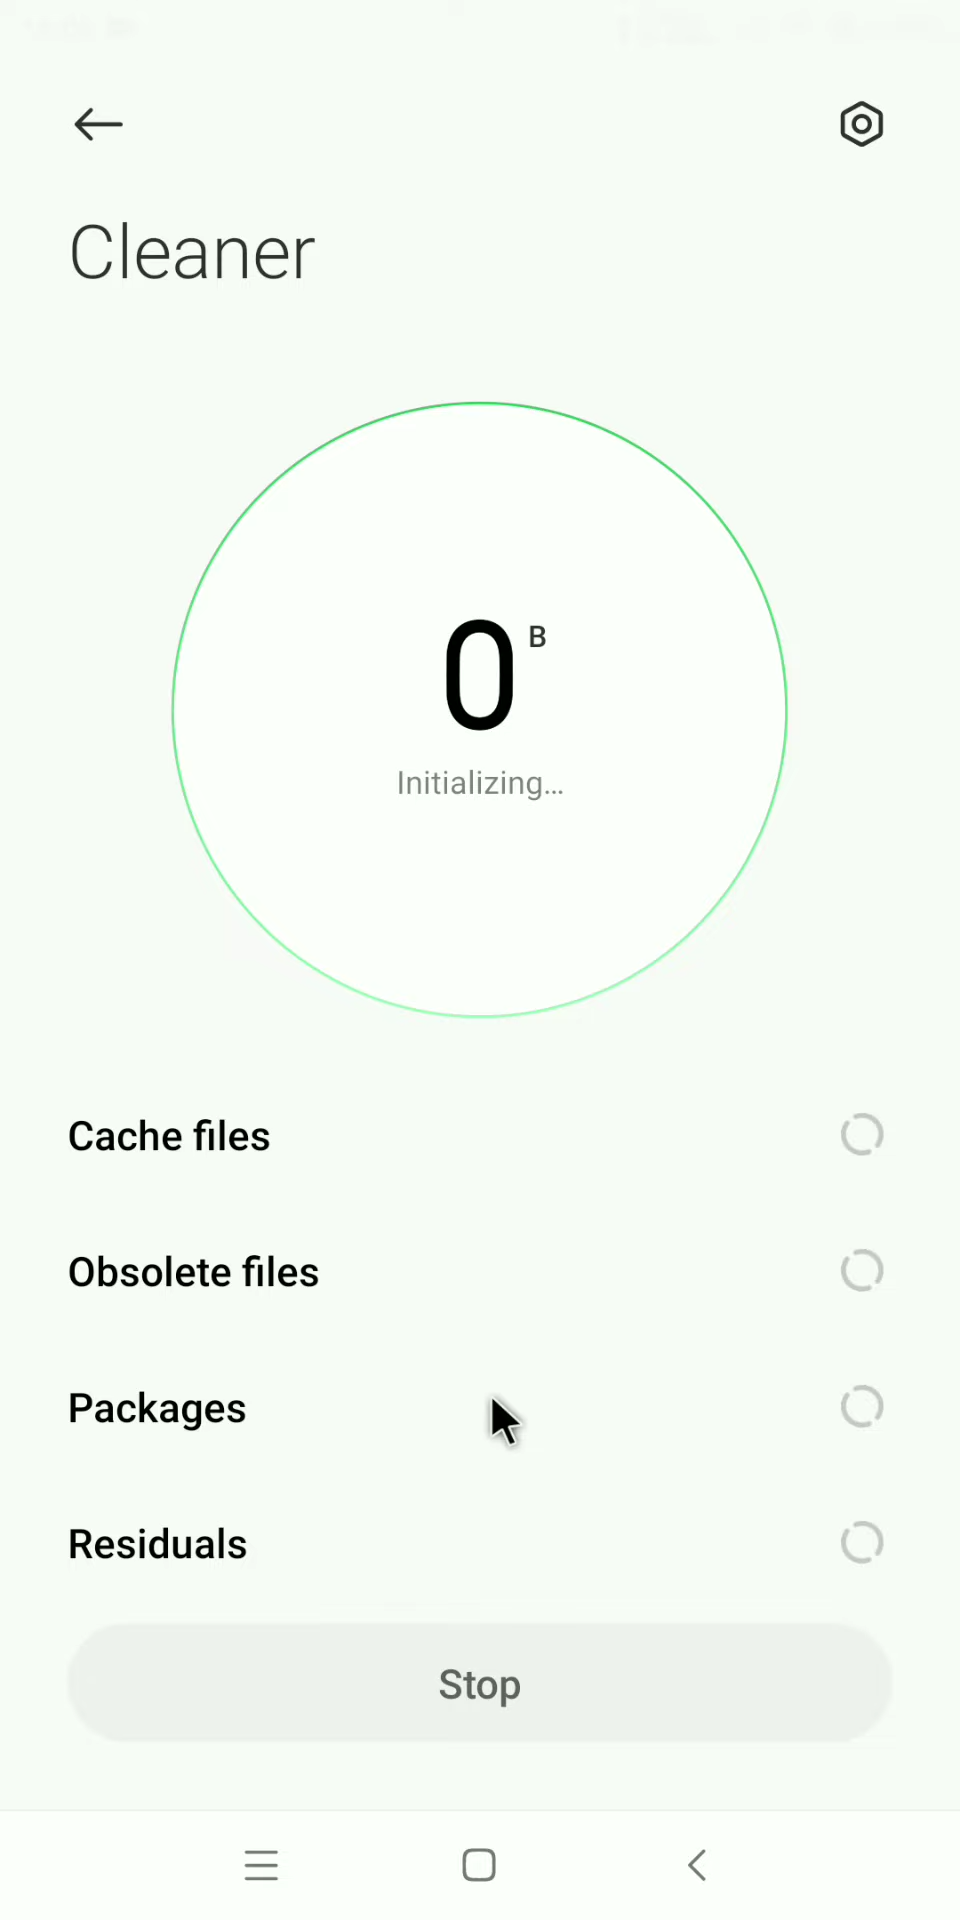 Cleaner
0 B
Initializing...
Cache files
Obsolete files
Packages
Residuals
Stop